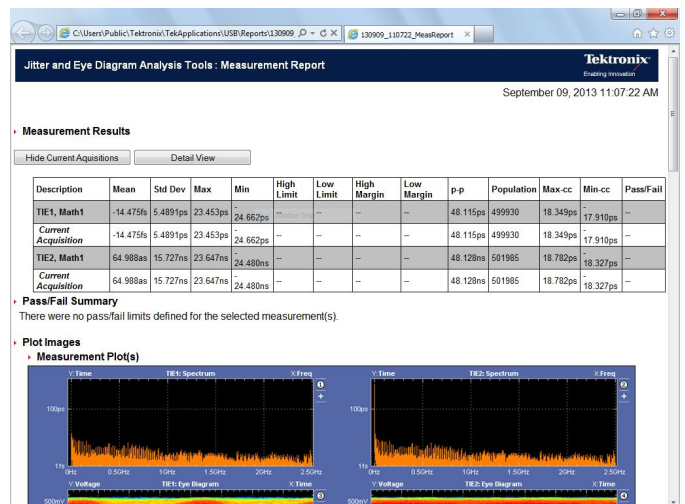 C:\Users\Public\Tektronix\TekApplications\USB\Reports\130909_
130909_110722_MeasReport
Jitter and Eye Diagram Analysis Tools : Measurement Report
Tektronix
Enabling Innovation
September 09, 2013 11:07:22 AM
Measurement Results
Hide Current Aquisitions Detail View
Description Mean Std Dev Max Min High Limit Low Limit High Margin Low Margin p-p Population Max-cc Min-cc Pass/Fail
TIE1, Math1 -14.475fs 5.4891ps 23.453ps -24.662ps -- -- -- -- 48.115ps 499930 18.349ps -17.910ps --
Current Acquisition -14.475fs 5.4891ps 23.453ps -24.662ps -- -- -- -- 48.115ps 499930 18.349ps -17.910ps --
TIE2, Math1 64.988as 15.727ns 23.647ns -24.480ns -- -- -- -- 48.128ns 501985 18.782ps -18.327ps --
Current Acquisition 64.988as 15.727ns 23.647ns -24.480ns -- -- -- -- 48.128ns 501985 18.782ps -18.327ps --
Pass/Fail Summary
There were no pass/fail limits defined for the selected measurement(s).
Plot Images
Measurement Plot(s)
Y:Time TIE1: Spectrum X:Freq
1
+
100ps
1fs
0Hz 0.5GHz 1GHz 1.5GHz 2GHz 2.5GHz
Y:Voltage TIE1: Eye Diagram X:Time
3
500mV
Y:Time TIE2: Spectrum X:Freq
2
+
100ps
1fs
0Hz 0.5GHz 1GHz 1.5GHz 2GHz 2.5GHz
Y:Voltage TIE2: Eye Diagram X:Time
4
500mV